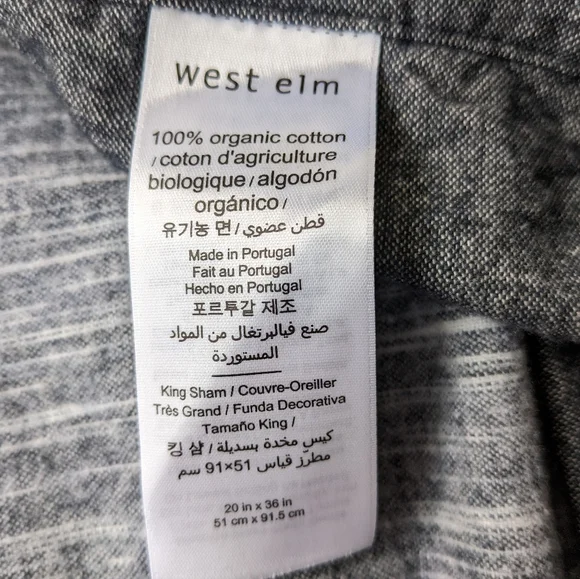 west elm
100% organic cotton
/ coton d'agriculture
biologique / algodón
orgánico /
유기농 면 / قطن عضوي
Made in Portugal
Fait au Portugal
Hecho en Portugal
포르투갈 제조
صنع فيالبرتغال من المواد
المستوردة
King Sham / Couvre-Oreiller
Très Grand / Funda Decorativa
Tamaño King /
킹 샴 / كيس مخدة بسديلة
مطرّز قياس 51×91 سم
20 in x 36 in
51 cm x 91.5 cm